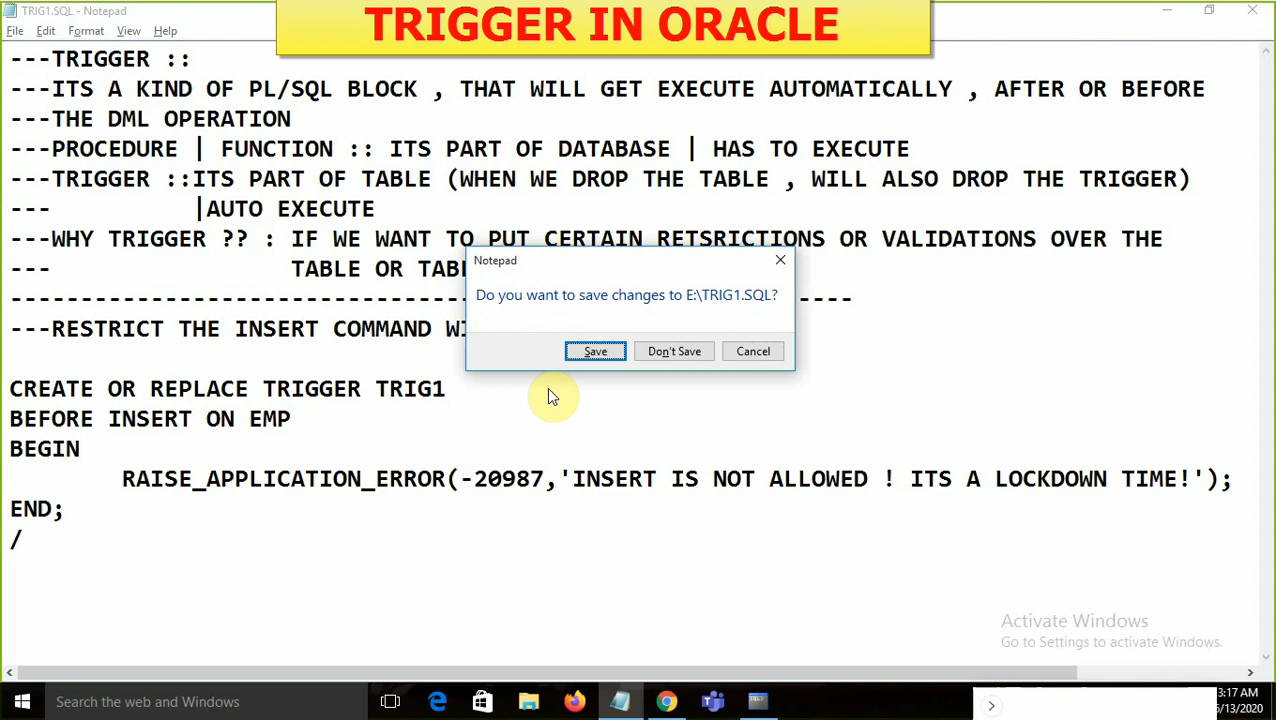 TRIG1.SQL - Notepad
TRIGGER IN ORACLE
File Edit Format View Help
---TRIGGER ::
---ITS A KIND OF PL/SQL BLOCK , THAT WILL GET EXECUTE AUTOMATICALLY , AFTER OR BEFORE
---THE DML OPERATION
---PROCEDURE | FUNCTION :: ITS PART OF DATABASE | HAS TO EXECUTE
---TRIGGER ::ITS PART OF TABLE (WHEN WE DROP THE TABLE , WILL ALSO DROP THE TRIGGER)
--- |AUTO EXECUTE
---WHY TRIGGER ?? : IF WE WANT TO PUT CERTAIN RETSRICTIONS OR VALIDATIONS OVER THE
--- TABLE OR
---RESTRICT THE INSERT COMMAND
Notepad
Do you want to save changes to E:\TRIG1.SQL?
Save Don't Save Cancel
CREATE OR REPLACE TRIGGER TRIG1
BEFORE INSERT ON EMP
BEGIN
RAISE_APPLICATION_ERROR(-20987,'INSERT IS NOT ALLOWED ! ITS A LOCKDOWN TIME!');
END;
/
Activate Windows
Go to Settings to activate Windows.
Search the web and Windows
3:17 AM
/13/2020